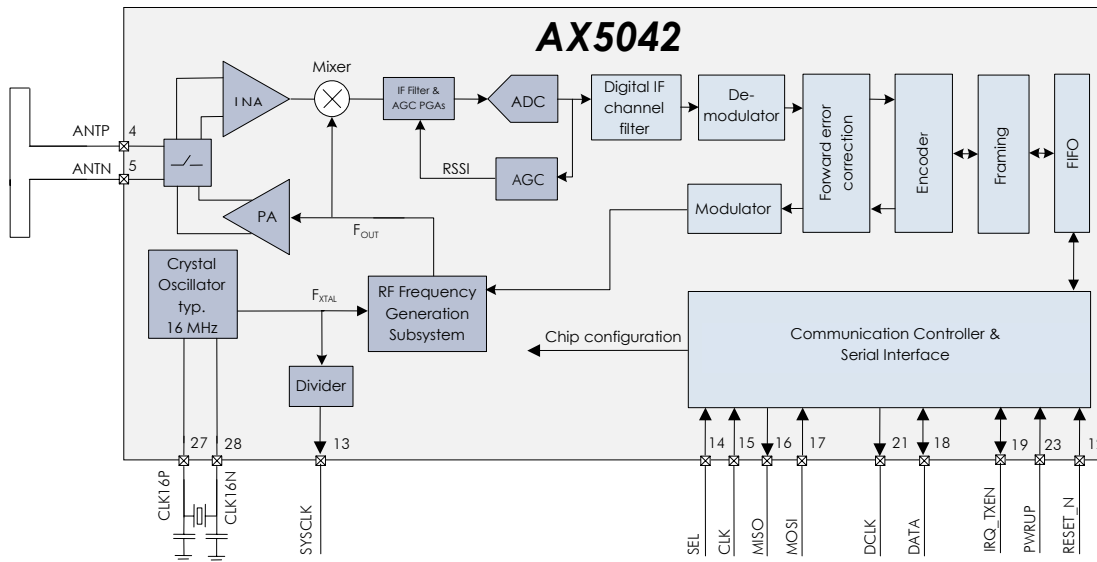 AX5042
Mixer
LNA
IF Filter &
AGC PGAs
ADC
Digital IF
channel
filter
De-
modulator
Forward error
correction
Encoder
Framing
FIFO
ANTP
4
5
ANTN
RSSI
AGC
Modulator
PA
FOUT
Crystal
Oscillator
typ.
16 MHz
FXTAL
RF Frequency
Generation
Subsystem
Chip configuration
Communication Controller &
Serial Interface
Divider
27
28
13
14
15
16
17
21
18
19
23
CLK16P
CLK16N
SYSCLK
SEL
CLK
MISO
MOSI
DCLK
DATA
IRQ_TXEN
PWRUP
RESET_N